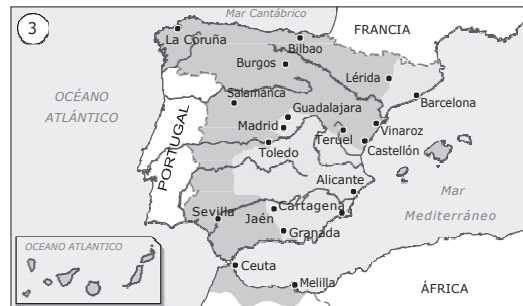 3
Mar Cantábrico
FRANCIA
La Coruña
Bilbao
Burgos
Lérida
OCÉANO
ATLÁNTICO
Salamanca
Guadalajara
Barcelona
Madrid
Teruel
Vinaroz
PORTUGAL
Toledo
Castellón
Alicante
Mar
Mediterráneo
Sevilla
Jaén
Cartagena
Granada
OCEANO ATLANTICO
Ceuta
Melilla
ÁFRICA